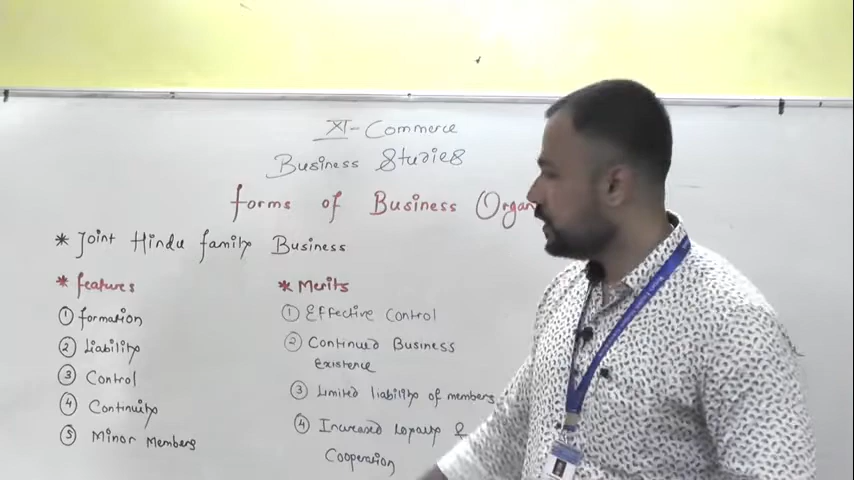 XI - Commerce
Business Studies
forms of Business Organ
* Joint Hindu family Business
* features
① formation
② Liability
③ Control
④ Continuity
⑤ Minor Members
* Merits
① Effective Control
② Continued Business
Existence
③ Limited liability of members
④ Increased Loyalty &
Cooperation